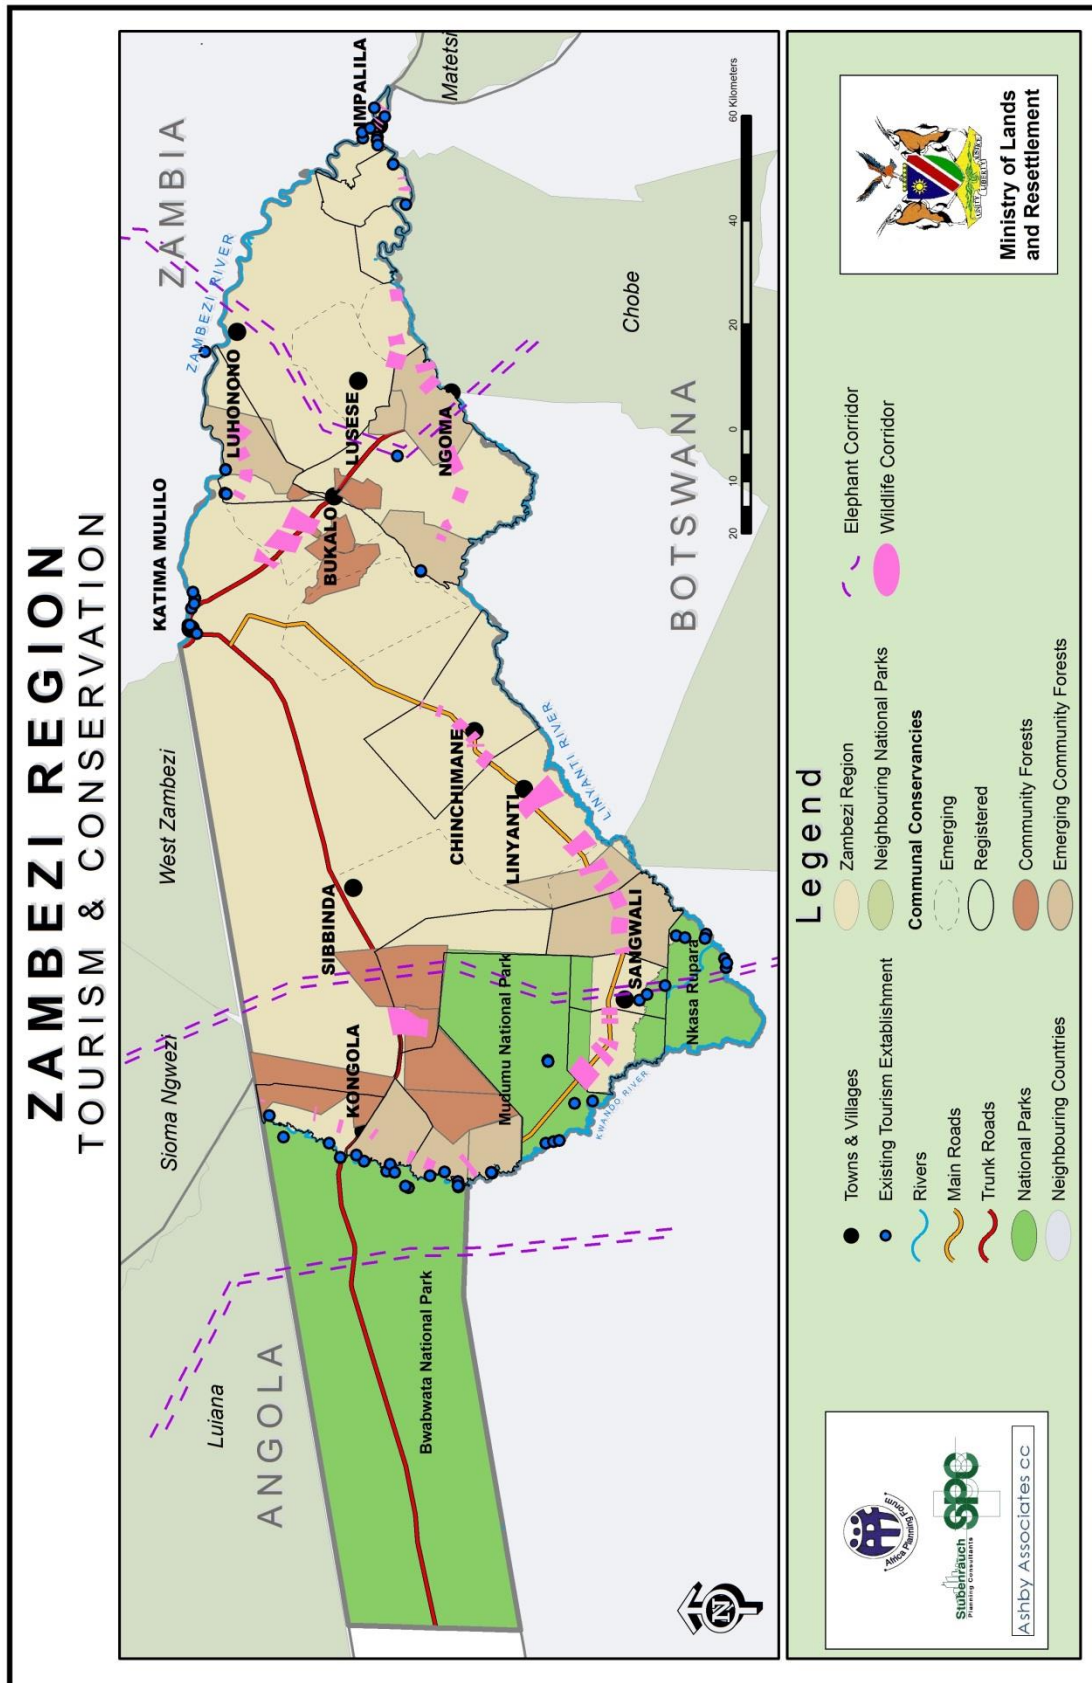 ZAMBEZI REGION
TOURISM & CONSERVATION
ZAMBIA
ANGOLA
BOTSWANA
Sioma Ngwezi
West Zambezi
Luiana
Chobe
Matetsi
KATIMA MULILO
ZAMBEZI RIVER
LUHONONO
IMPALILA
LUSESE
BUKALO
NGOMA
SIBBINDA
CHINCHIMANE
LINYANTI
LINYANTI RIVER
KONGOLA
SANGWALI
Mudumu National Park
Nkasa Rupara
KWANDO RIVER
Bwabwata National Park
N
20 10 0 20 40 60 Kilometers
Legend
Towns & Villages
Existing Tourism Extablishment
Rivers
Main Roads
Trunk Roads
National Parks
Neighbouring Countries
Zambezi Region
Neighbouring National Parks
Communal Conservancies
Emerging
Registered
Community Forests
Emerging Community Forests
Elephant Corridor
Wildlife Corridor
Africa Planning Forum
Stubenrauch
Planning Consultants
spc
Ashby Associates cc
UNITY LIBERTY JUSTICE
Ministry of Lands
and Resettlement